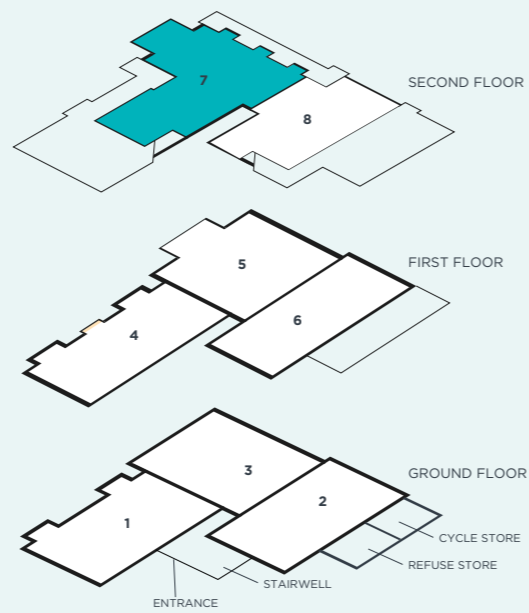 7
SECOND FLOOR
8
5
FIRST FLOOR
6
4
3
GROUND FLOOR
2
1
CYCLE STORE
REFUSE STORE
STAIRWELL
ENTRANCE